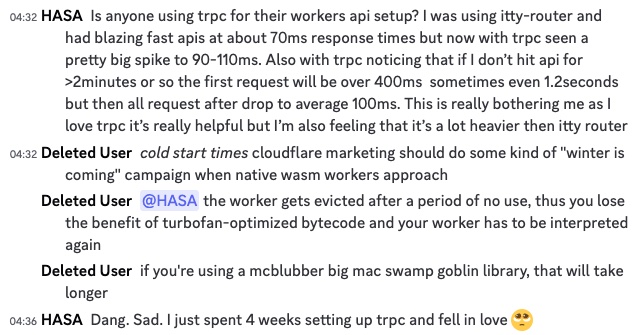 04:32 HASA Is anyone using trpc for their workers api setup? I was using itty-router and
had blazing fast apis at about 70ms response times but now with trpc seen a
pretty big spike to 90-110ms. Also with trpc noticing that if I don't hit api for
>2minutes or so the first request will be over 400ms sometimes even 1.2seconds
but then all request after drop to average 100ms. This is really bothering me as I
love trpc it's really helpful but I'm also feeling that it's a lot heavier then itty router
04:32 Deleted User cold start times cloudflare marketing should do some kind of "winter is
coming" campaign when native wasm workers approach
Deleted User @HASA the worker gets evicted after a period of no use, thus you lose
the benefit of turbofan-optimized bytecode and your worker has to be interpreted
again
Deleted User if you're using a mcblubber big mac swamp goblin library, that will take
longer
04:36 HASA Dang. Sad. I just spent 4 weeks setting up trpc and fell in love 🥺